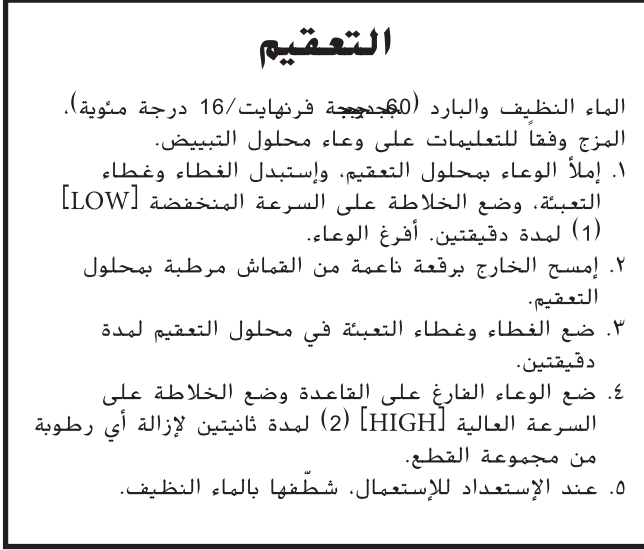 التعقيم
الماء النظيف والبارد (60 درجة فرنهايت/16 درجة مئوية)،
المزج وفقاً للتعليمات على وعاء محلول التبييض.
١. إملأ الوعاء بمحلول التعقيم، وإستبدل الغطاء وغطاء
التعبئة، وضع الخلاطة على السرعة المنخفضة [LOW]
(1) لمدة دقيقتين. أفرغ الوعاء.
٢. إمسح الخارج برقعة ناعمة من القماش مرطبة بمحلول
التعقيم.
٣. ضع الغطاء وغطاء التعبئة في محلول التعقيم لمدة
دقيقتين.
٤. ضع الوعاء الفارغ على القاعدة وضع الخلاطة على
السرعة العالية [HIGH] (2) لمدة ثانيتين لإزالة أي رطوبة
من مجموعة القطع.
٥. عند الإستعداد للإستعمال، شطّفها بالماء النظيف.